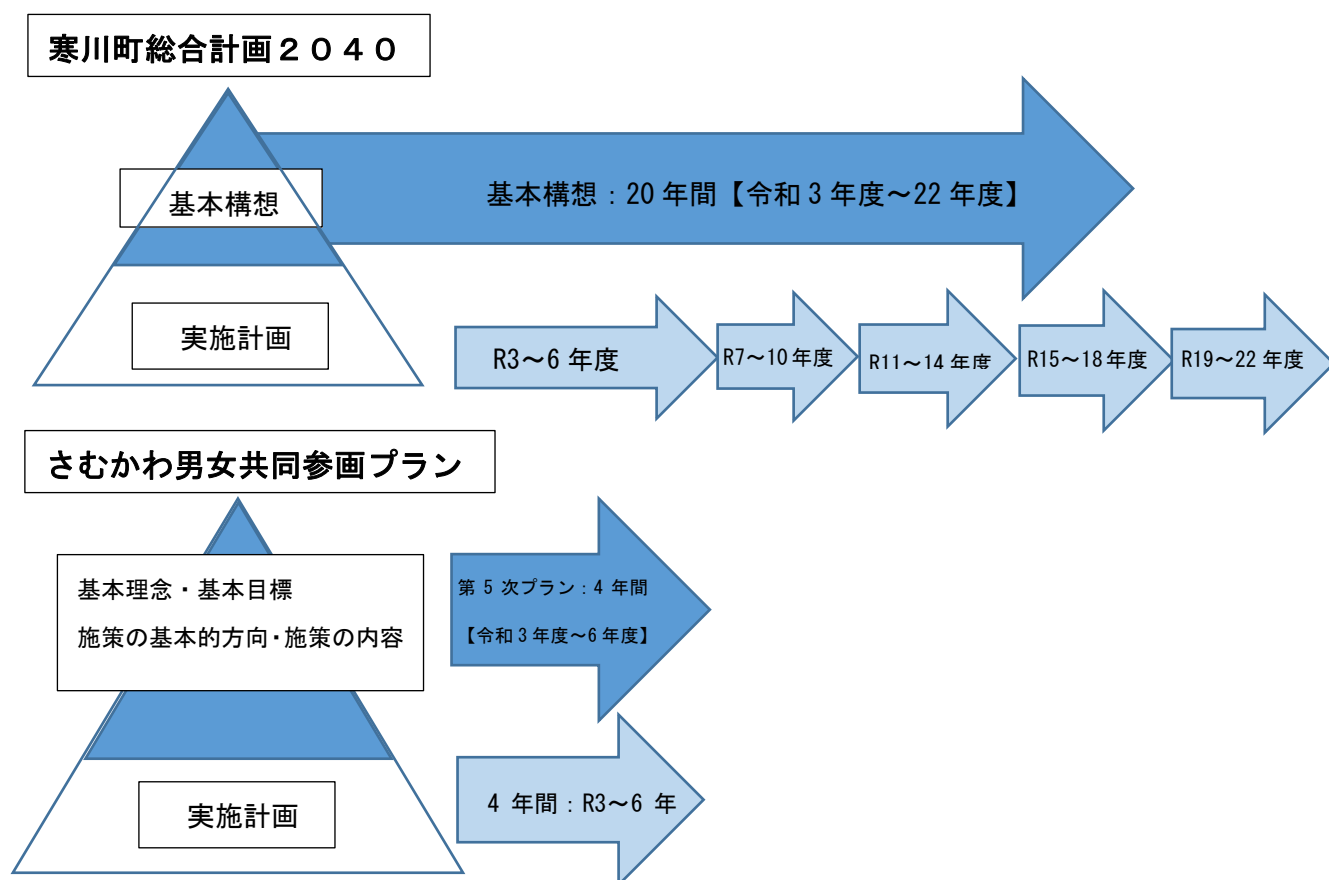 寒川町総合計画２０４０
基本構想
基本構想：20 年間【令和 3 年度～22 年度】
実施計画
R3～6 年度
R7～10 年度
R11～14 年度
R15～18 年度
R19～22 年度
さむかわ男女共同参画プラン
基本理念・基本目標
施策の基本的方向・施策の内容
第 5 次プラン：4 年間
【令和 3 年度～6 年度】
実施計画
4 年間：R3～6 年